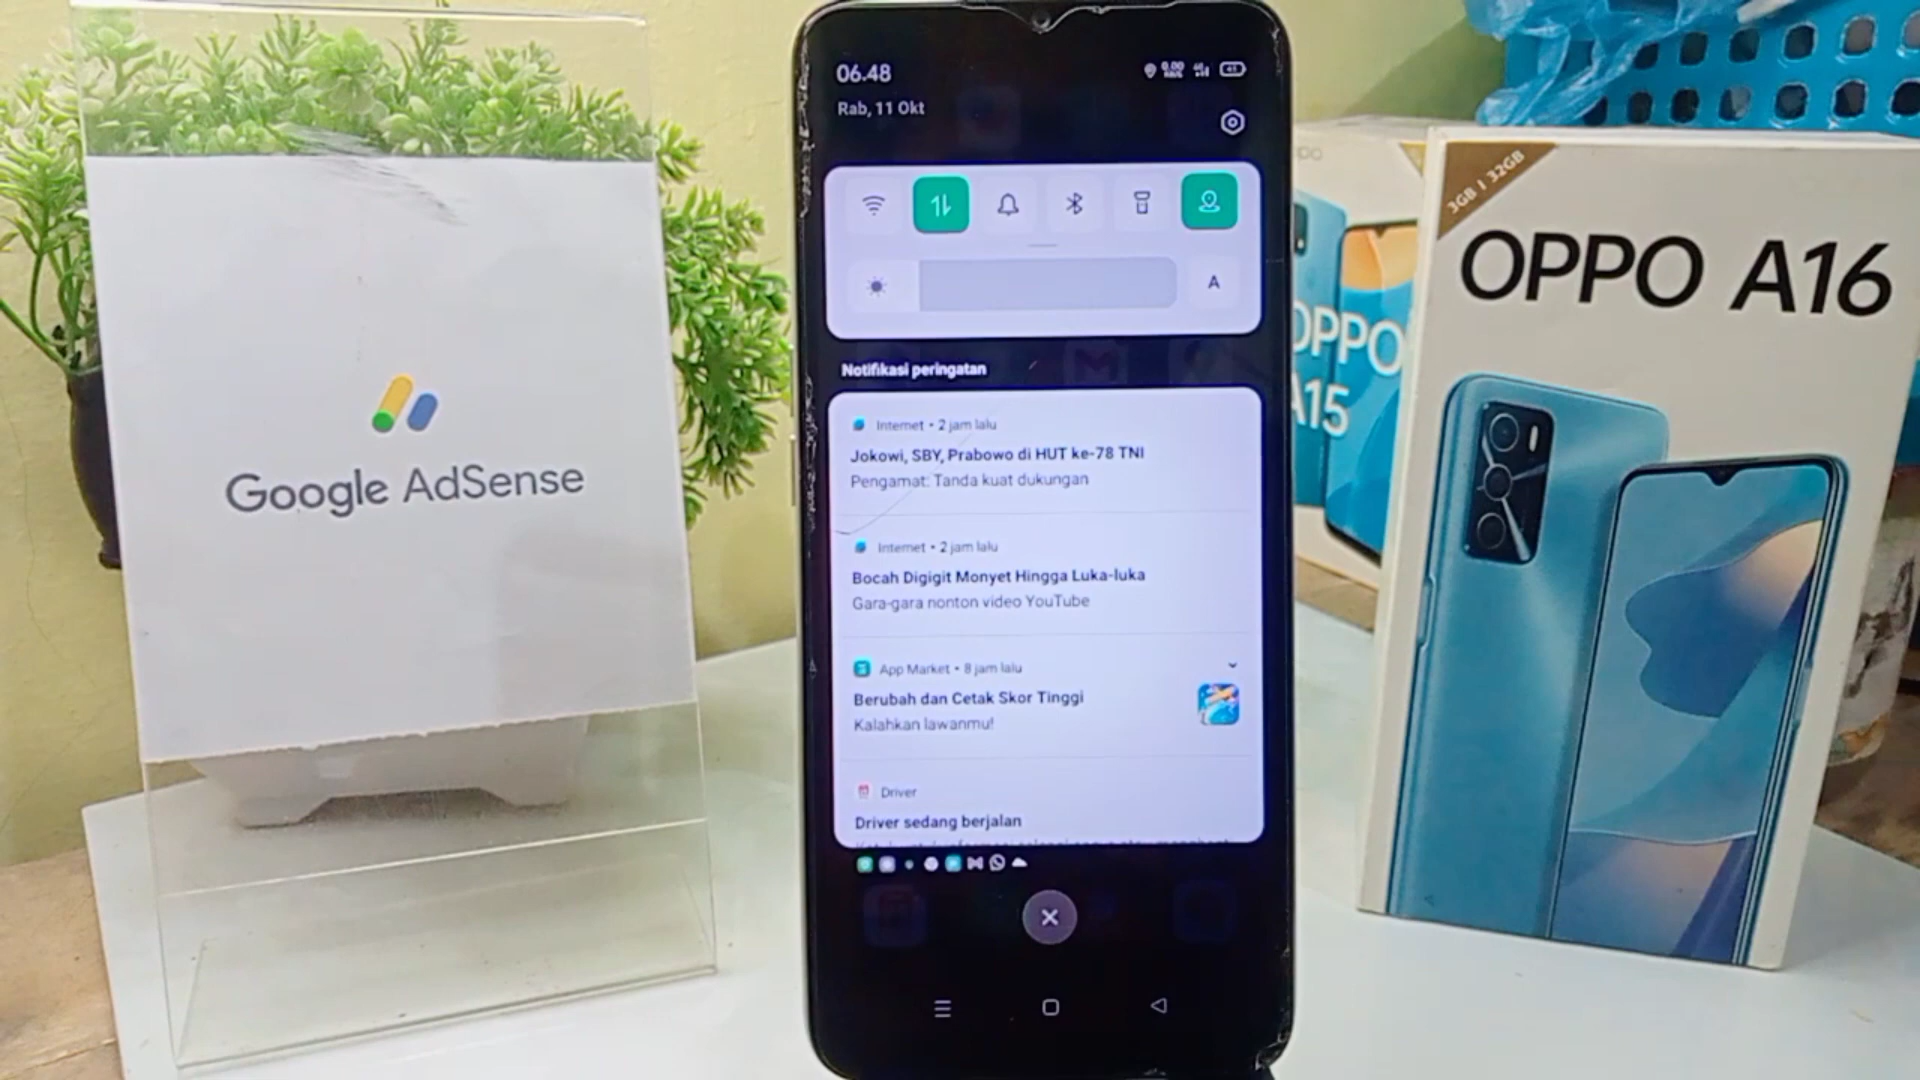 Google AdSense
06.48
Rab, 11 Okt
A
Notifikasi peringatan
Internet • 2 jam lalu
Jokowi, SBY, Prabowo di HUT ke-78 TNI
Pengamat: Tanda kuat dukungan
Internet • 2 jam lalu
Bocah Digigit Monyet Hingga Luka-luka
Gara-gara nonton video YouTube
App Market • 8 jam lalu
Berubah dan Cetak Skor Tinggi
Kalahkan lawanmu!
Driver
Driver sedang berjalan
OPPO
A15
3GB | 32GB
OPPO A16